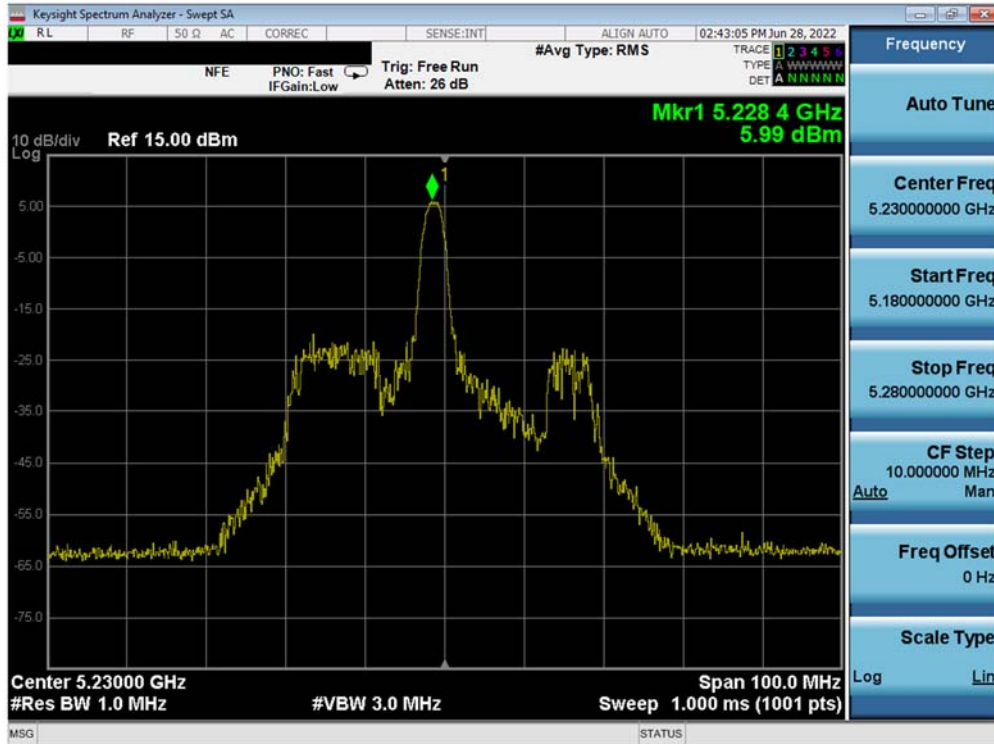 Keysight Spectrum Analyzer - Swept SA
LXI RL RF 50 Ω AC CORREC SENSE:INT ALIGN AUTO 02:43:05 PM Jun 28, 2022
#Avg Type: RMS
TRACE 1 2 3 4 5 6
TYPE A WWWWW
DET A N N N N N
NFE PNO: Fast Trig: Free Run
IFGain:Low Atten: 26 dB
Mkr1 5.228 4 GHz
5.99 dBm
10 dB/div Ref 15.00 dBm
Log
1
5.00
-5.00
-15.0
-25.0
-35.0
-45.0
-55.0
-65.0
-75.0
Center 5.23000 GHz Span 100.0 MHz
#Res BW 1.0 MHz #VBW 3.0 MHz Sweep 1.000 ms (1001 pts)
MSG STATUS
Frequency
Auto Tune
Center Freq
5.230000000 GHz
Start Freq
5.180000000 GHz
Stop Freq
5.280000000 GHz
CF Step
10.000000 MHz
Auto Man
Freq Offset
0 Hz
Scale Type
Log Lin